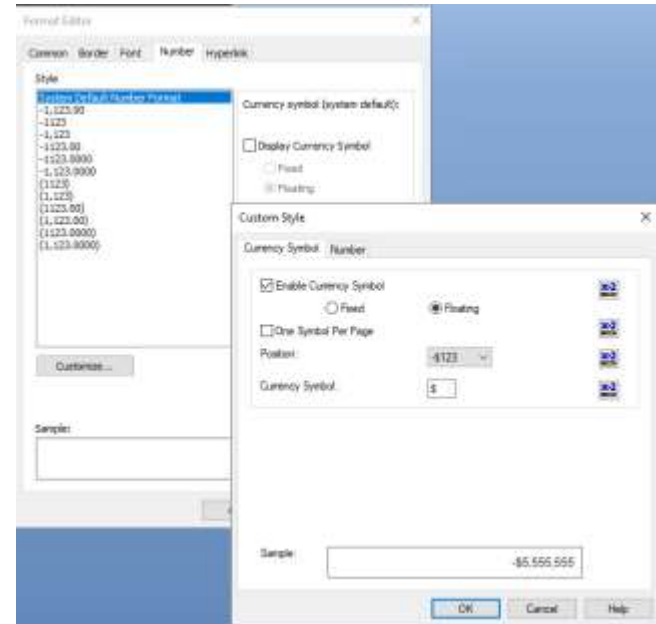 Format Editor
Common Border Font Number Hyperlink
Style
System Default Number Format
-1,123.00
-1123
-1,123
-1123.00
-1123.0000
-1,123.0000
(1123)
(1,123)
(1123.00)
(1,123.00)
(1123.0000)
(1,123.0000)
Currency symbol (system default):
Display Currency Symbol
Fixed
Floating
Customize ...
Sample:
Custom Style
Currency Symbol Number
Enable Currency Symbol
Fixed Floating
One Symbol Per Page
Position: -$123
Currency Symbol: $
Sample: -$5,555,555
OK Cancel Help